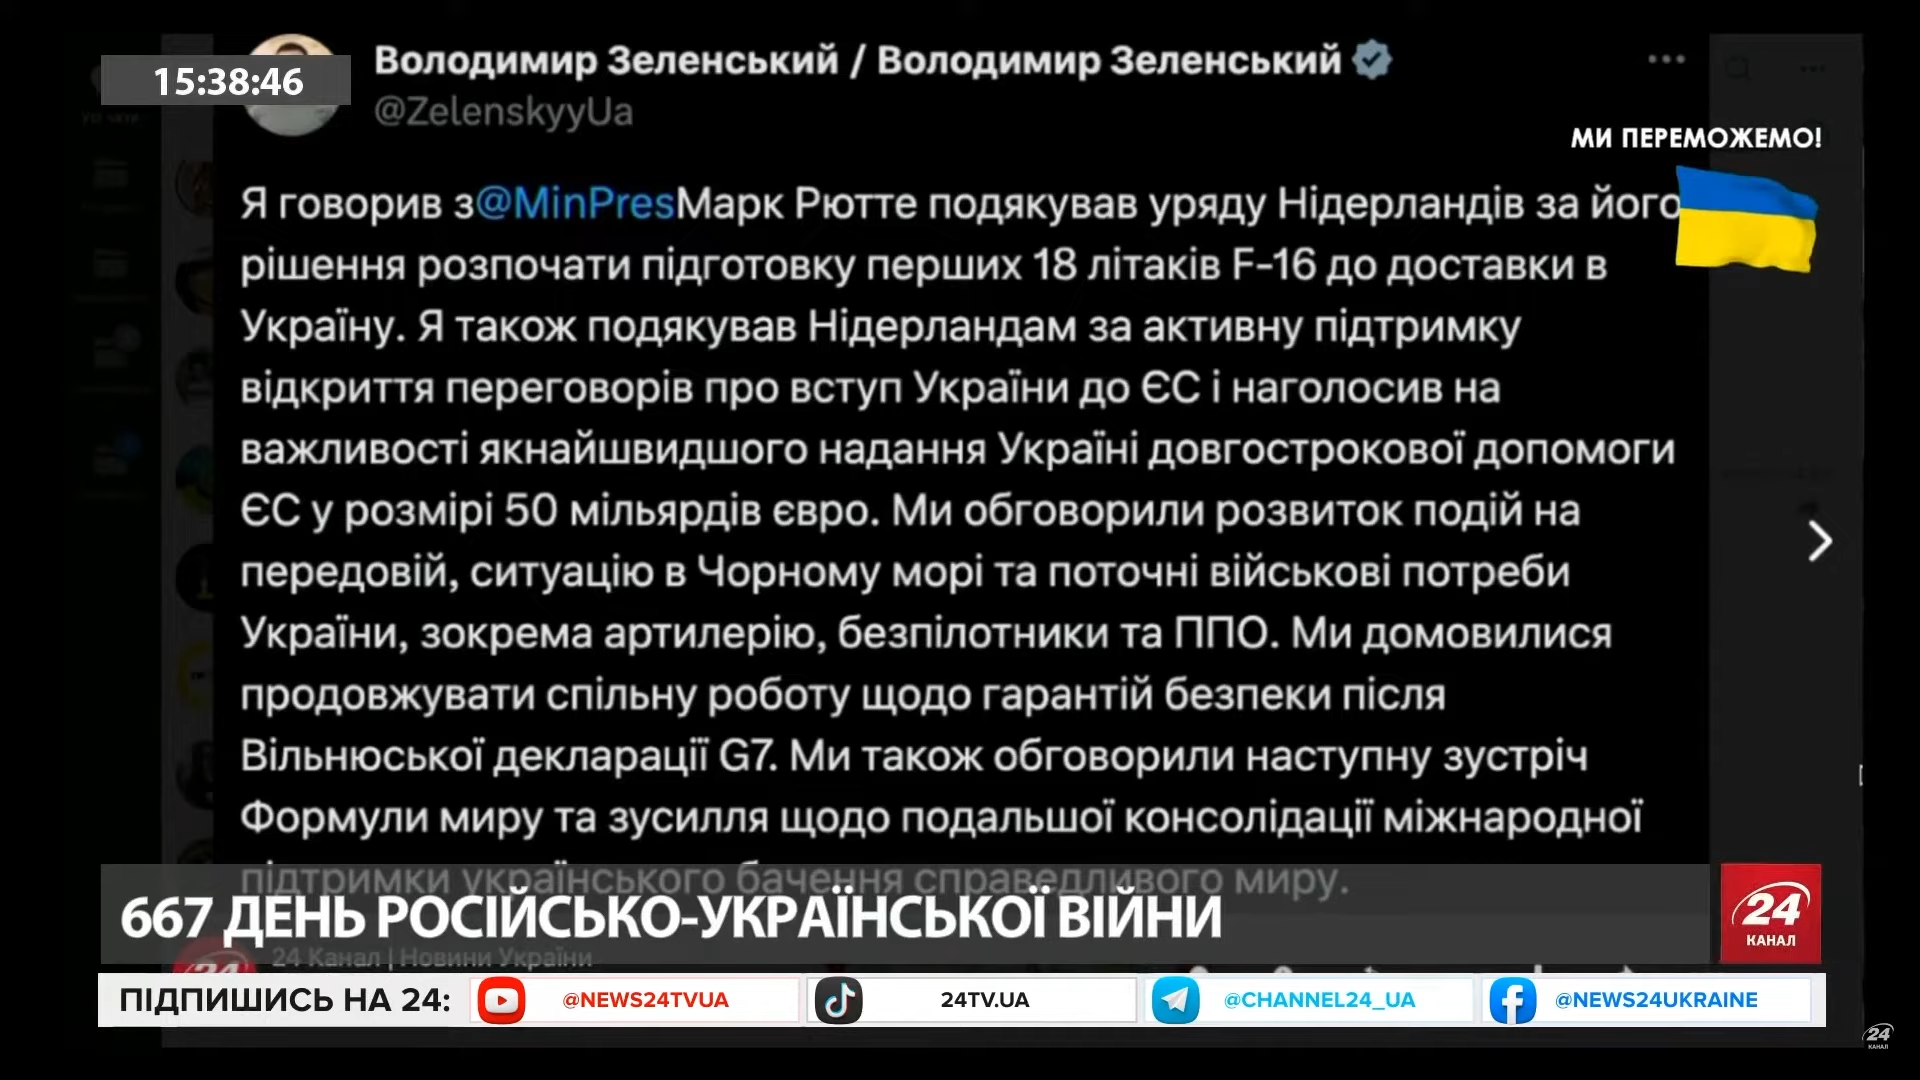 15:38:46
Володимир Зеленський / Володимир Зеленський
@ZelenskyyUa
МИ ПЕРЕМОЖЕМО!
Я говорив з@MinPresМарк Рютте подякував уряду Нідерландів за його
рішення розпочати підготовку перших 18 літаків F-16 до доставки в
Україну. Я також подякував Нідерландам за активну підтримку
відкриття переговорів про вступ України до ЄС і наголосив на
важливості якнайшвидшого надання Україні довгострокової допомоги
ЄС у розмірі 50 мільярдів євро. Ми обговорили розвиток подій на
передовій, ситуацію в Чорному морі та поточні військові потреби
України, зокрема артилерію, безпілотники та ППО. Ми домовилися
продовжувати спільну роботу щодо гарантій безпеки після
Вільнюської декларації G7. Ми також обговорили наступну зустріч
Формули миру та зусилля щодо подальшої консолідації міжнародної
підтримки українського бачення справедливого миру.
667 ДЕНЬ РОСІЙСЬКО-УКРАЇНСЬКОЇ ВІЙНИ
24 КАНАЛ
24 Канал | Новини України
ПІДПИШИСЬ НА 24: @NEWS24TVUA 24TV.UA @CHANNEL24_UA @NEWS24UKRAINE
24 КАНАЛ